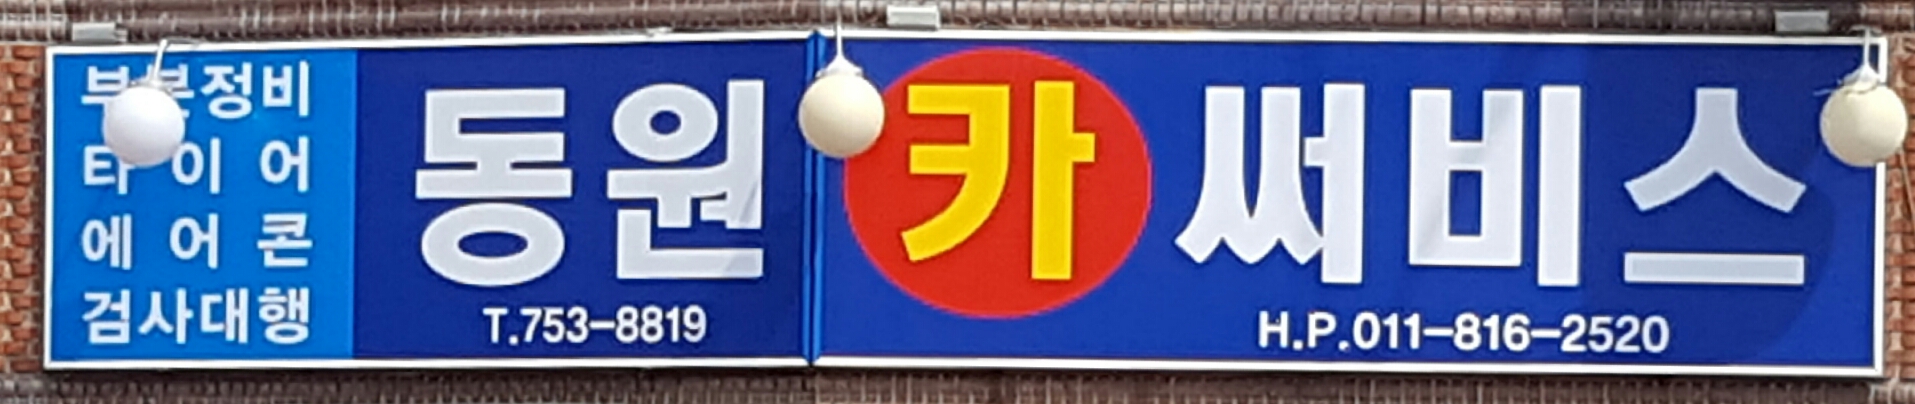 부분정비
타 이 어
에 어 콘
검사대행
동원 카 써비스
T.753-8819
H.P.011-816-2520